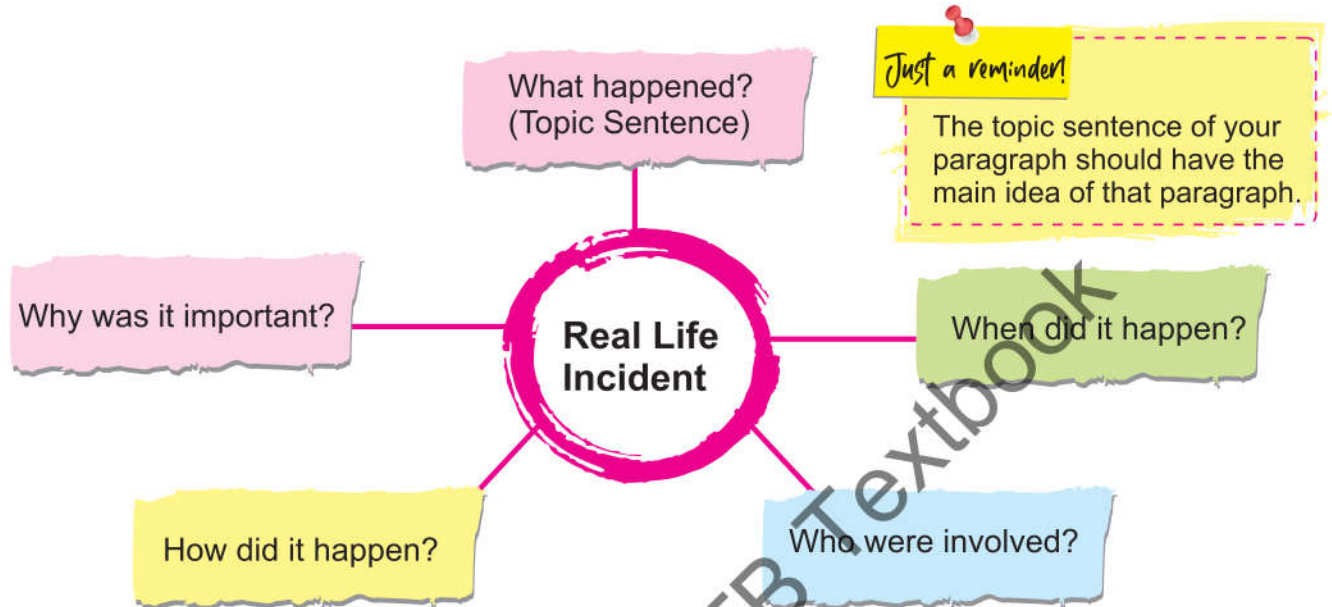 Just a reminder!
The topic sentence of your
paragraph should have the
main idea of that paragraph.
What happened?
(Topic Sentence)
Why was it important?
Real Life
Incident
When did it happen?
How did it happen?
Who were involved?
TB Textbook